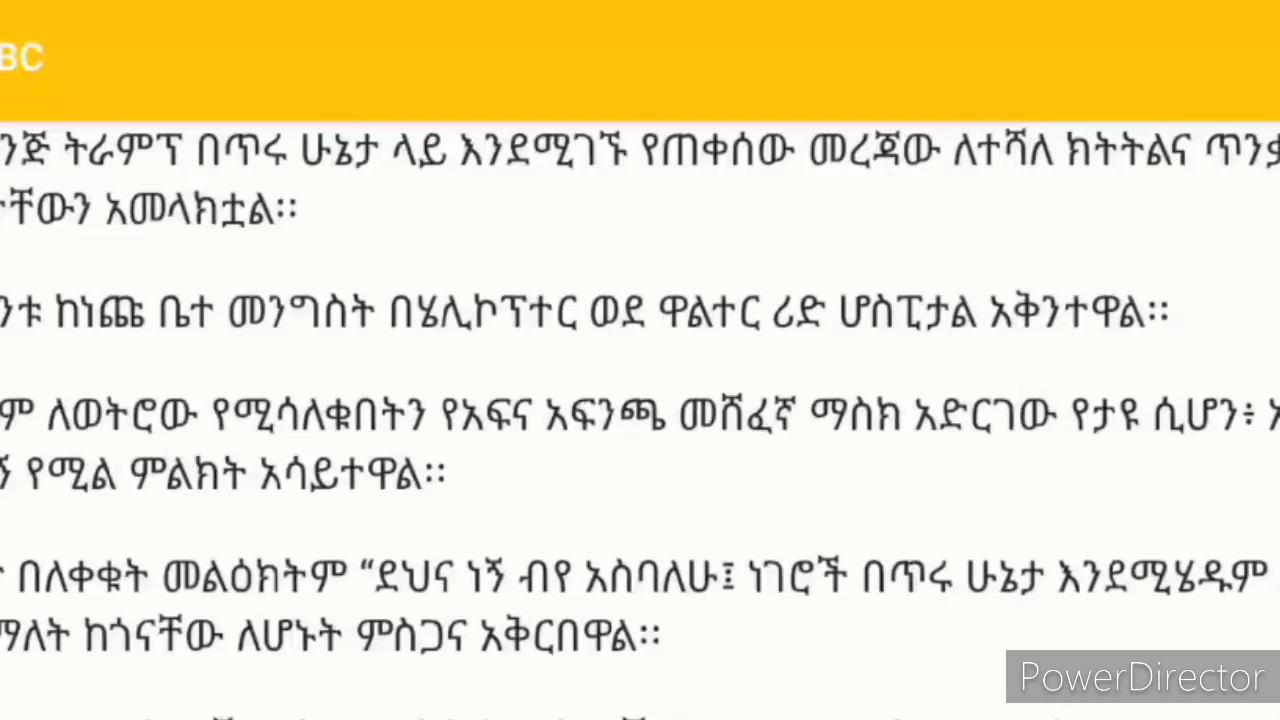 BC
ንጅ ትራምፕ በጥሩ ሁኔታ ላይ እንደሚገኙ የጠቀሰው መረጃው ለተሻለ ክትትልና ጥንቃ
ታቸውን አመላክቷል፡፡
ንቱ ከነጩ ቤተ መንግስት በሄሊኮፕተር ወደ ዋልተር ሪድ ሆስፒታል አቅንተዋል፡፡
ም ለወትሮው የሚሳለቁበትን የአፍና አፍንጫ መሸፈኛ ማስክ አድርገው የታዩ ሲሆን፥
ኝ የሚል ምልክት አሳይተዋል፡፡
በለቀቁት መልዕክትም “ደህና ነኝ ብየ አስባለሁ፤ ነገሮች በጥሩ ሁኔታ እንደሚሄዱም
ማለት ከጎናቸው ለሆኑት ምስጋና አቅርበዋል፡፡
PowerDirector